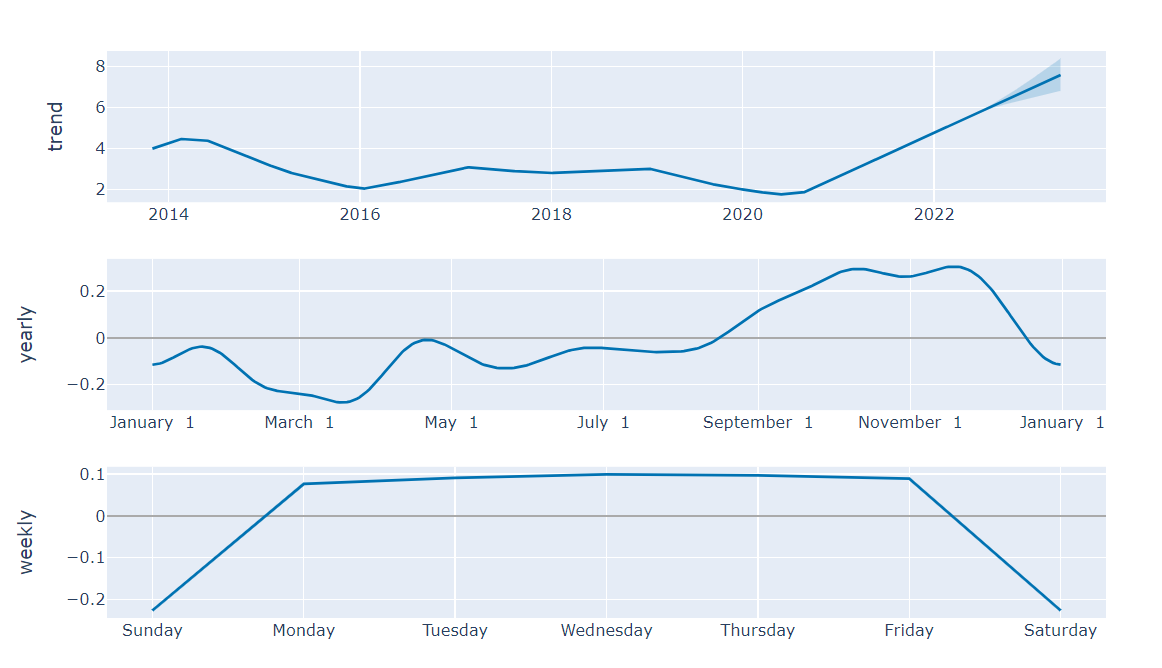 trend
8
6
4
2
2014 2016 2018 2020 2022
yearly
0.2
0
−0.2
January 1 March 1 May 1 July 1 September 1 November 1 January 1
weekly
0.1
0
−0.1
−0.2
Sunday Monday Tuesday Wednesday Thursday Friday Saturday